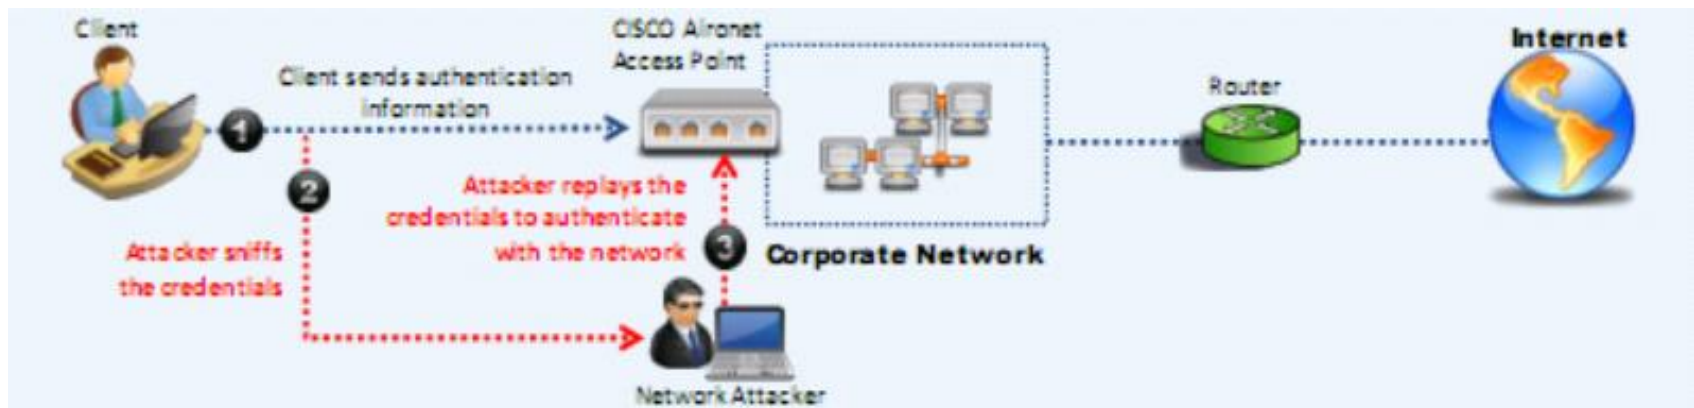 Client
1
Client sends authentication
information
CISCO Aironet
Access Point
2
Attacker sniffs
the credentials
Attacker replays the
credentials to authenticate
with the network
3
Network Attacker
Corporate Network
Router
Internet